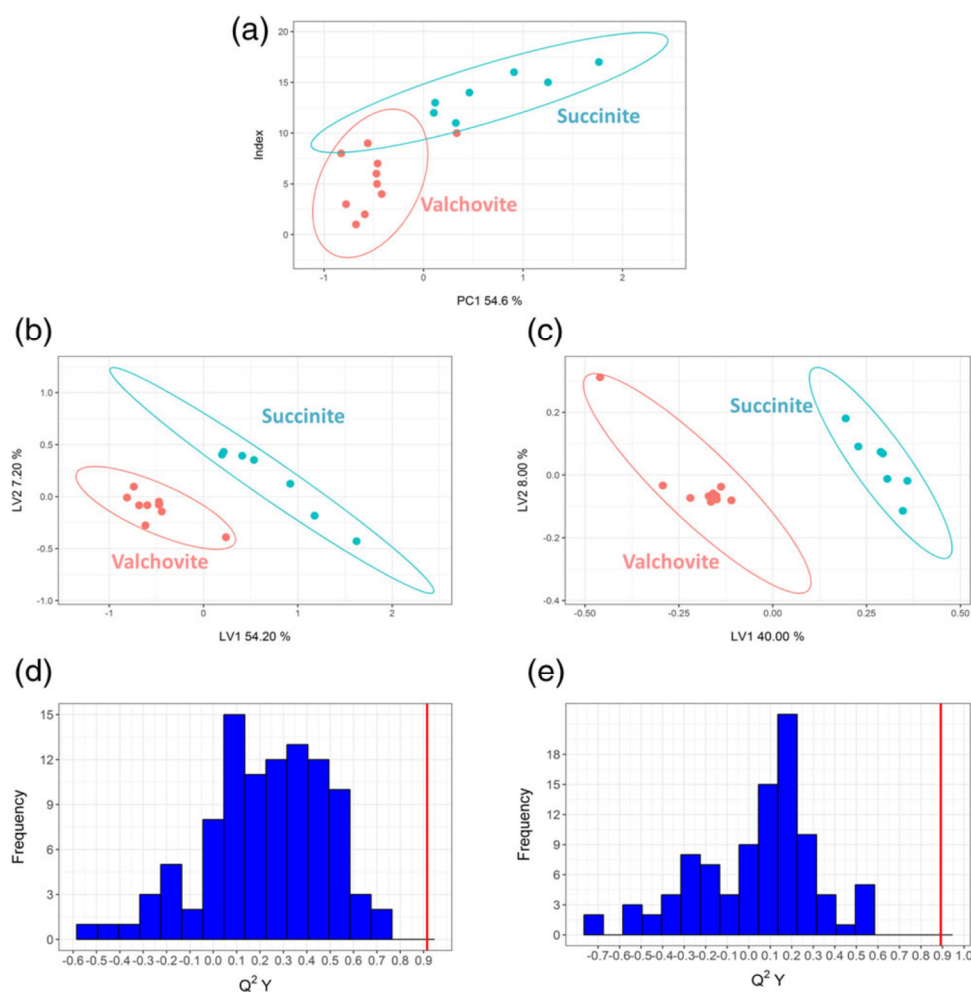 (a)
20
15
10
5
0
Index
Succinite
Valchovite
-1 0 1 2
PC1 54.6 %
(b)
1.0
0.5
0.0
-0.5
-1.0
LV2 7.20 %
Succinite
Valchovite
-1 0 1 2
LV1 54.20 %
(c)
0.2
0.0
-0.2
-0.4
LV2 8.00 %
Succinite
Valchovite
-0.50 -0.25 0.00 0.25 0.50
LV1 40.00 %
(d)
15
12
9
6
3
0
Frequency
-0.6 -0.5 -0.4 -0.3 -0.2 -0.1 0.0 0.1 0.2 0.3 0.4 0.5 0.6 0.7 0.8 0.9
Q² Y
(e)
18
15
12
9
6
3
0
Frequency
-0.7 -0.6 -0.5 -0.4 -0.3 -0.2 -0.1 0.0 0.1 0.2 0.3 0.4 0.5 0.6 0.7 0.8 0.9 1.0
Q² Y